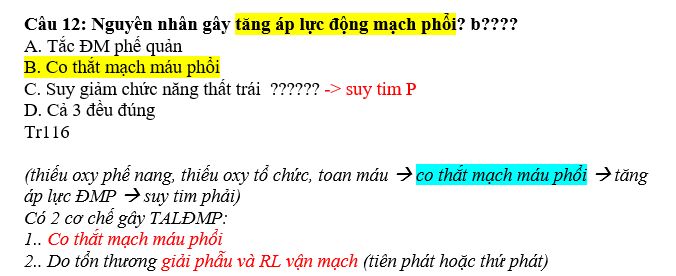 Câu 12: Nguyên nhân gây tăng áp lực động mạch phổi? b????
A. Tắc ĐM phế quản
B. Co thắt mạch máu phổi
C. Suy giảm chức năng thất trái ?????? -> suy tim P
D. Cả 3 đều đúng
Tr116
(thiếu oxy phế nang, thiếu oxy tổ chức, toan máu → co thắt mạch máu phổi → tăng
áp lực ĐMP → suy tim phải)
Có 2 cơ chế gây TALĐMP:
1.. Co thắt mạch máu phổi
2.. Do tổn thương giải phẫu và RL vận mạch (tiên phát hoặc thứ phát)